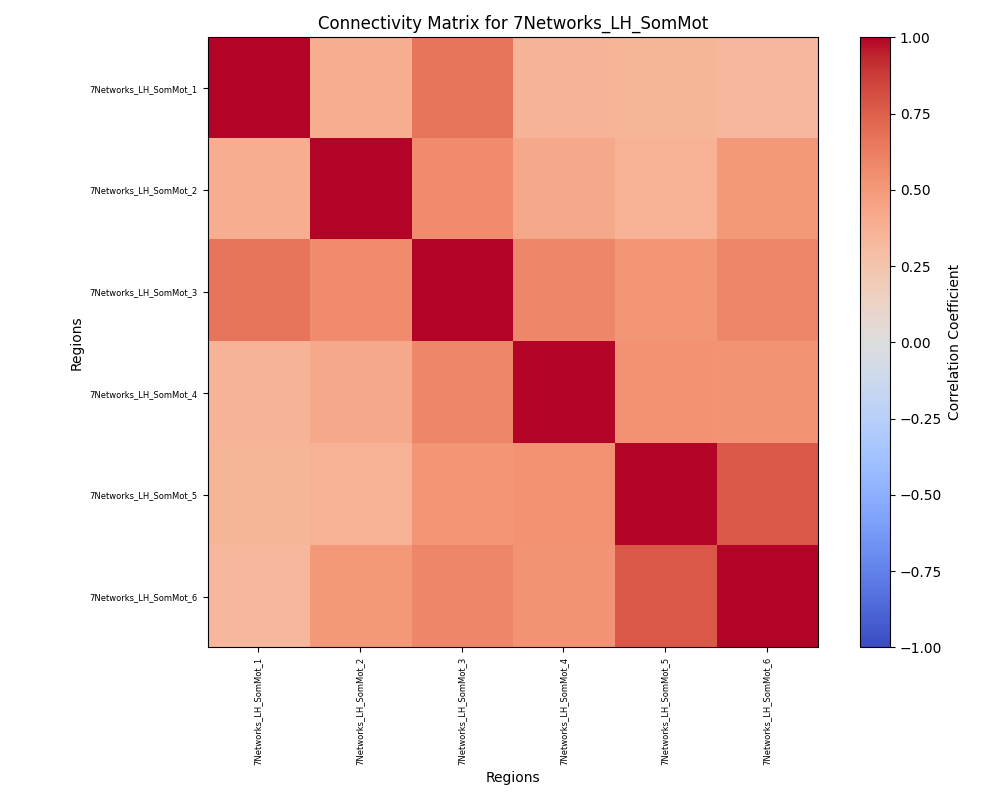 Connectivity Matrix for 7Networks_LH_SomMot
7Networks_LH_SomMot_1
7Networks_LH_SomMot_2
7Networks_LH_SomMot_3
7Networks_LH_SomMot_4
7Networks_LH_SomMot_5
7Networks_LH_SomMot_6
Regions
7Networks_LH_SomMot_1
7Networks_LH_SomMot_2
7Networks_LH_SomMot_3
7Networks_LH_SomMot_4
7Networks_LH_SomMot_5
7Networks_LH_SomMot_6
Regions
1.00
0.75
0.50
0.25
0.00
−0.25
−0.50
−0.75
−1.00
Correlation Coefficient